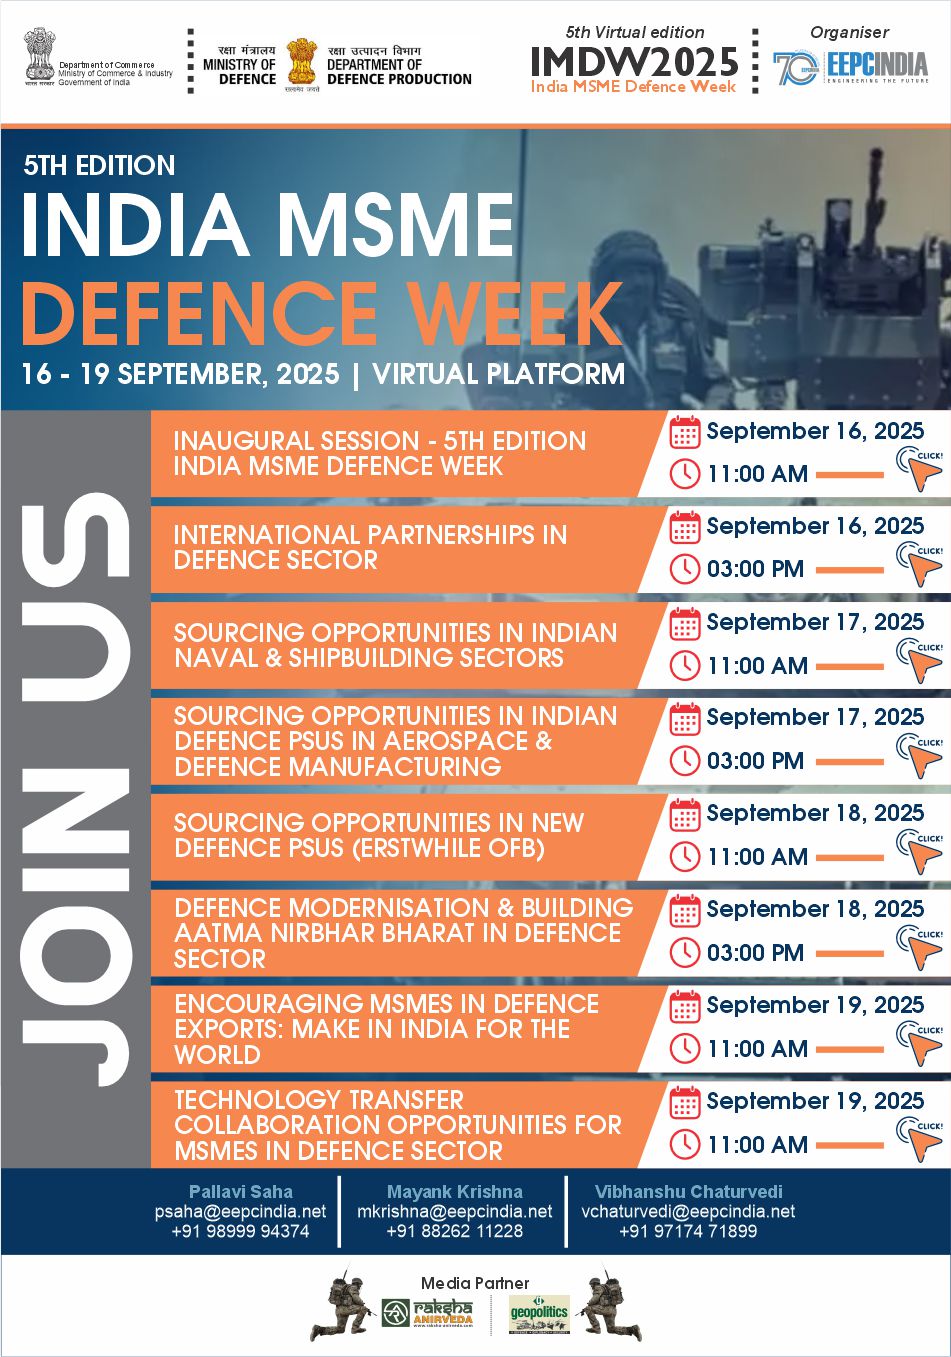 Department of Commerce
Ministry of Commerce & Industry
Government of India
रक्षा मंत्रालय
MINISTRY OF
DEFENCE
सत्यमेव जयते
रक्षा उत्पादन विभाग
DEPARTMENT OF
DEFENCE PRODUCTION
5th Virtual edition
IMDW2025
India MSME Defence Week
Organiser
70
EEPCINDIA
ENGINEERING THE FUTURE
5TH EDITION
INDIA MSME
DEFENCE WEEK
16 - 19 SEPTEMBER, 2025 | VIRTUAL PLATFORM
JOIN US
INAUGURAL SESSION - 5TH EDITION
INDIA MSME DEFENCE WEEK
September 16, 2025
11:00 AM
CLICK!
INTERNATIONAL PARTNERSHIPS IN
DEFENCE SECTOR
September 16, 2025
03:00 PM
CLICK!
SOURCING OPPORTUNITIES IN INDIAN
NAVAL & SHIPBUILDING SECTORS
September 17, 2025
11:00 AM
CLICK!
SOURCING OPPORTUNITIES IN INDIAN
DEFENCE PSUS IN AEROSPACE &
DEFENCE MANUFACTURING
September 17, 2025
03:00 PM
CLICK!
SOURCING OPPORTUNITIES IN NEW
DEFENCE PSUS (ERSTWHILE OFB)
September 18, 2025
11:00 AM
CLICK!
DEFENCE MODERNISATION & BUILDING
AATMA NIRBHAR BHARAT IN DEFENCE
SECTOR
September 18, 2025
03:00 PM
CLICK!
ENCOURAGING MSMES IN DEFENCE
EXPORTS: MAKE IN INDIA FOR THE
WORLD
September 19, 2025
11:00 AM
CLICK!
TECHNOLOGY TRANSFER
COLLABORATION OPPORTUNITIES FOR
MSMES IN DEFENCE SECTOR
September 19, 2025
11:00 AM
CLICK!
Pallavi Saha
psaha@eepcindia.net
+91 98999 94374
Mayank Krishna
mkrishna@eepcindia.net
+91 88262 11228
Vibhanshu Chaturvedi
vchaturvedi@eepcindia.net
+91 97174 71899
Media Partner
raksha
ANIRVEDA
www.raksha-anirveda.com
geopolitics